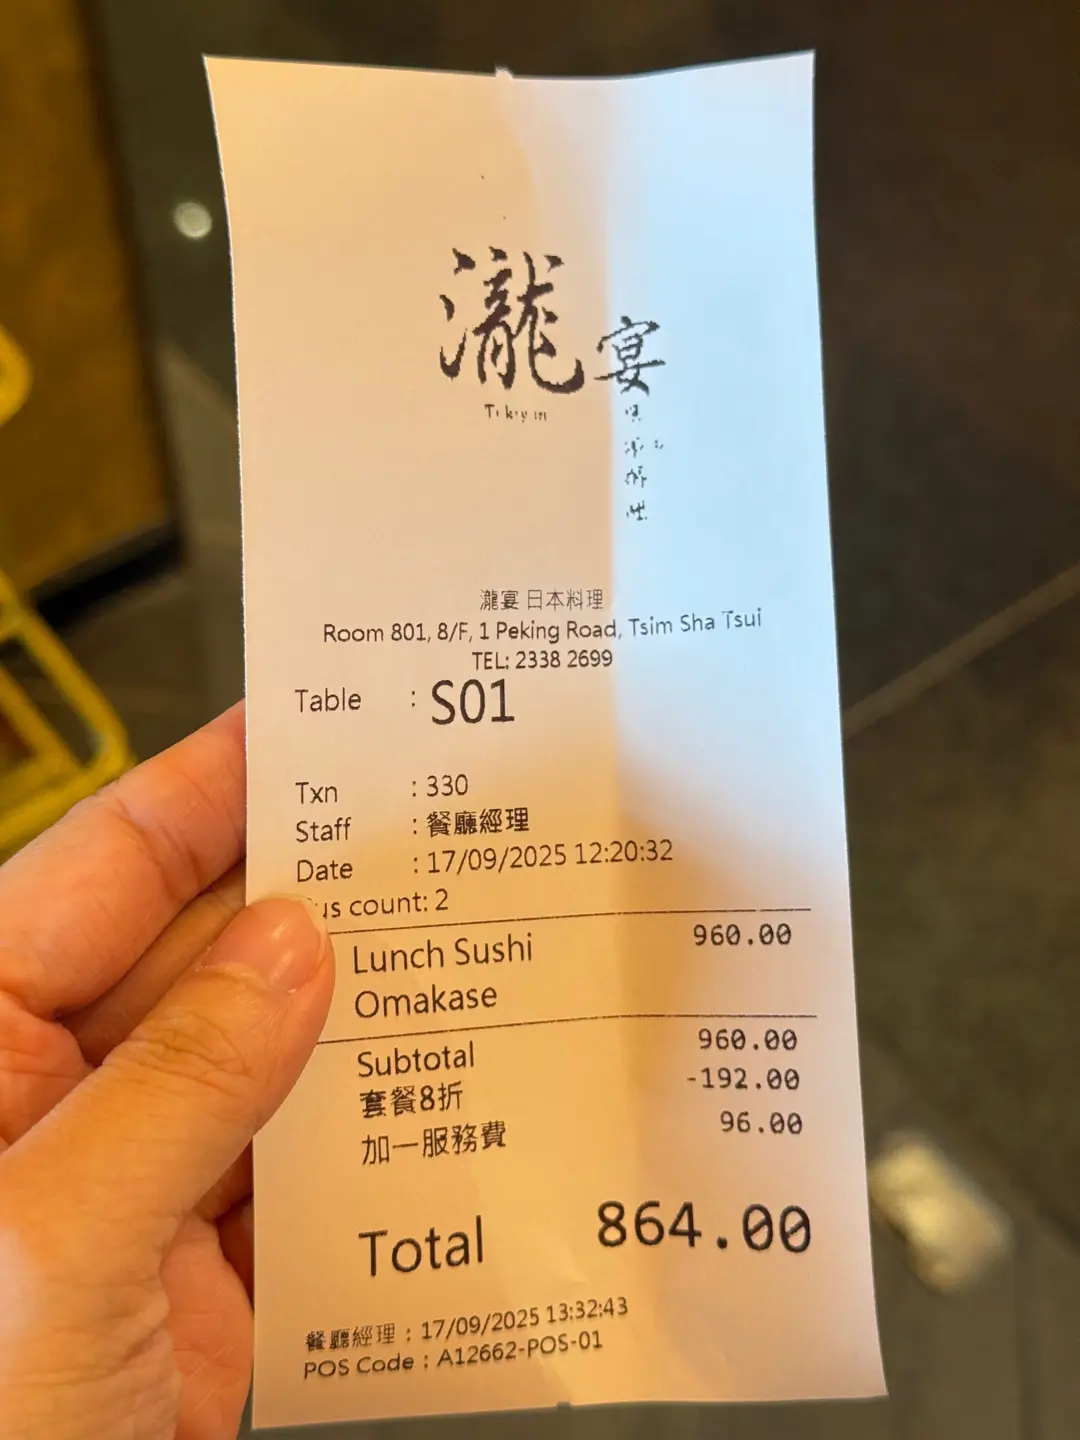 瀧宴
瀧宴 日本料理
Room 801, 8/F, 1 Peking Road, Tsim Sha Tsui
TEL: 2338 2699
Table : S01
Txn : 330
Staff : 餐廳經理
Date : 17/09/2025 12:20:32
us count: 2
Lunch Sushi 960.00
Omakase
Subtotal 960.00
套餐8折 -192.00
加一服務費 96.00
Total 864.00
餐廳經理 : 17/09/2025 13:32:43
POS Code : A12662-POS-01